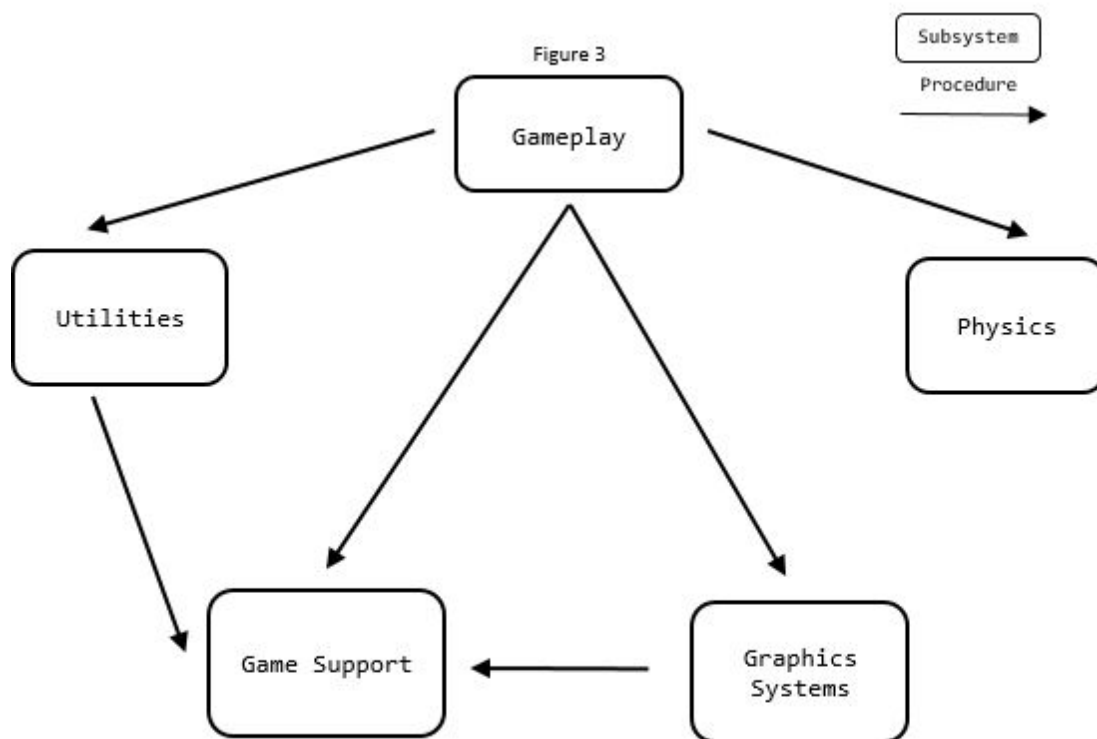 Figure 3
Subsystem
Procedure
Gameplay
Utilities
Physics
Game Support
Graphics
Systems